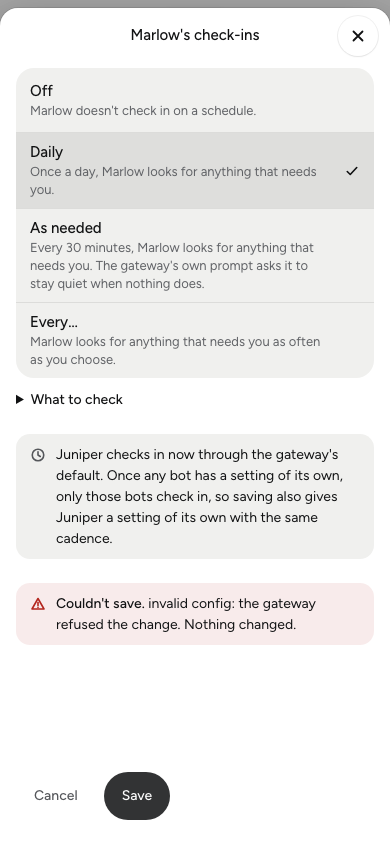 Marlow's check-ins
Off
Marlow doesn't check in on a schedule.
Daily
Once a day, Marlow looks for anything that needs
you.
As needed
Every 30 minutes, Marlow looks for anything that
needs you. The gateway's own prompt asks it to
stay quiet when nothing does.
Every...
Marlow looks for anything that needs you as often
as you choose.
What to check
Juniper checks in now through the gateway's
default. Once any bot has a setting of its own,
only those bots check in, so saving also gives
Juniper a setting of its own with the same
cadence.
Couldn't save. invalid config: the gateway
refused the change. Nothing changed.
Cancel
Save